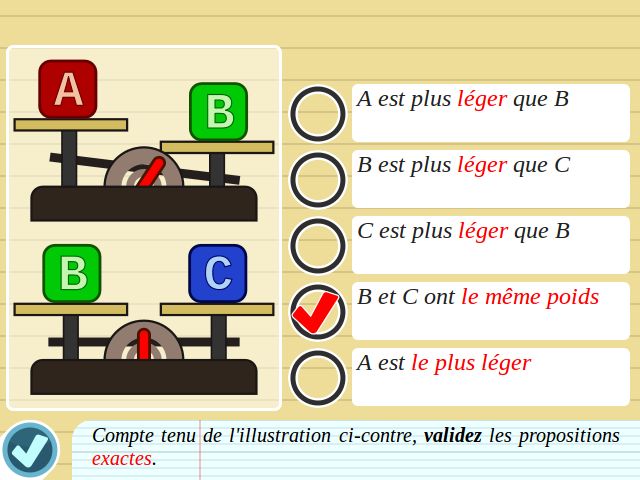 A
B
B
C
A est plus léger que B
B est plus léger que C
C est plus léger que B
B et C ont le même poids
A est le plus léger
Compte tenu de l'illustration ci-contre, validez les propositions
exactes.